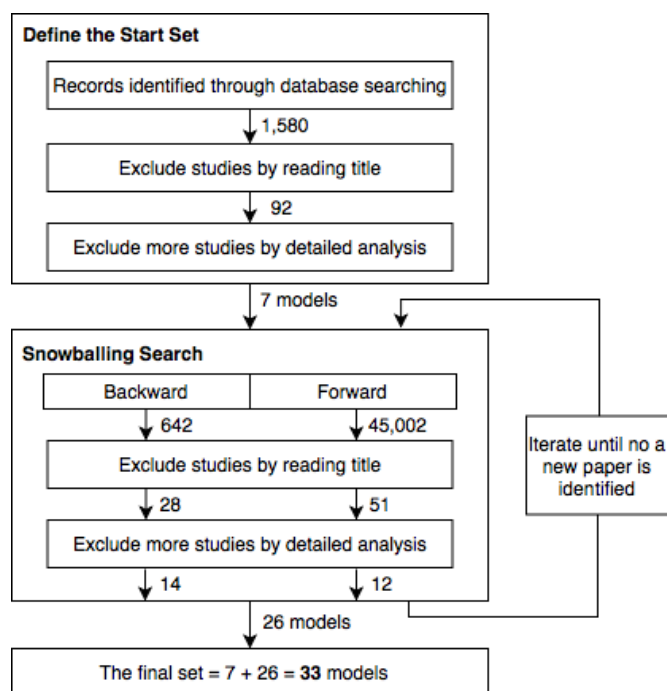 Define the Start Set
Records identified through database searching
1,580
Exclude studies by reading title
92
Exclude more studies by detailed analysis
7 models
Snowballing Search
Backward
Forward
642
45,002
Exclude studies by reading title
28
51
Exclude more studies by detailed analysis
14
12
Iterate until no a
new paper is
identified
26 models
The final set = 7 + 26 = 33 models